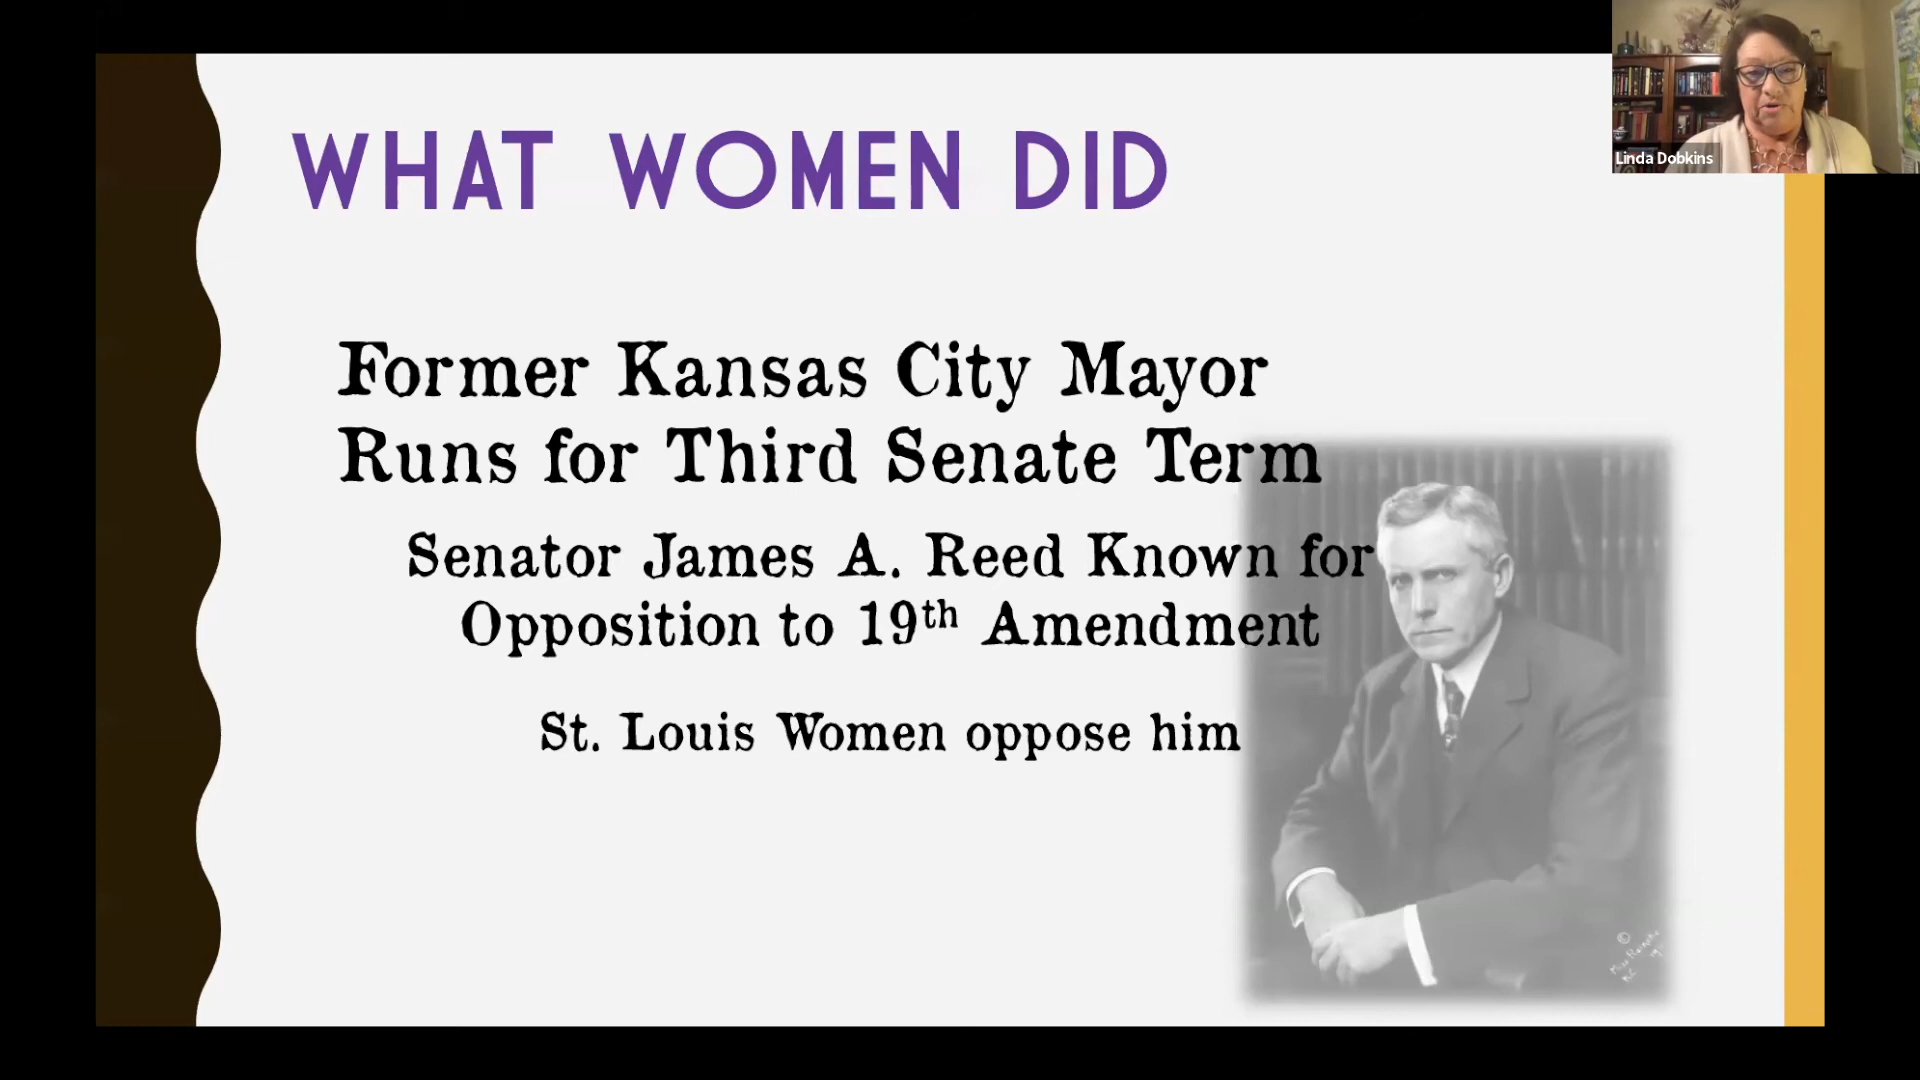 WHAT WOMEN DID
Former Kansas City Mayor
Runs for Third Senate Term
Senator James A. Reed Known for
Opposition to 19th Amendment
St. Louis Women oppose him
Linda Dobkins